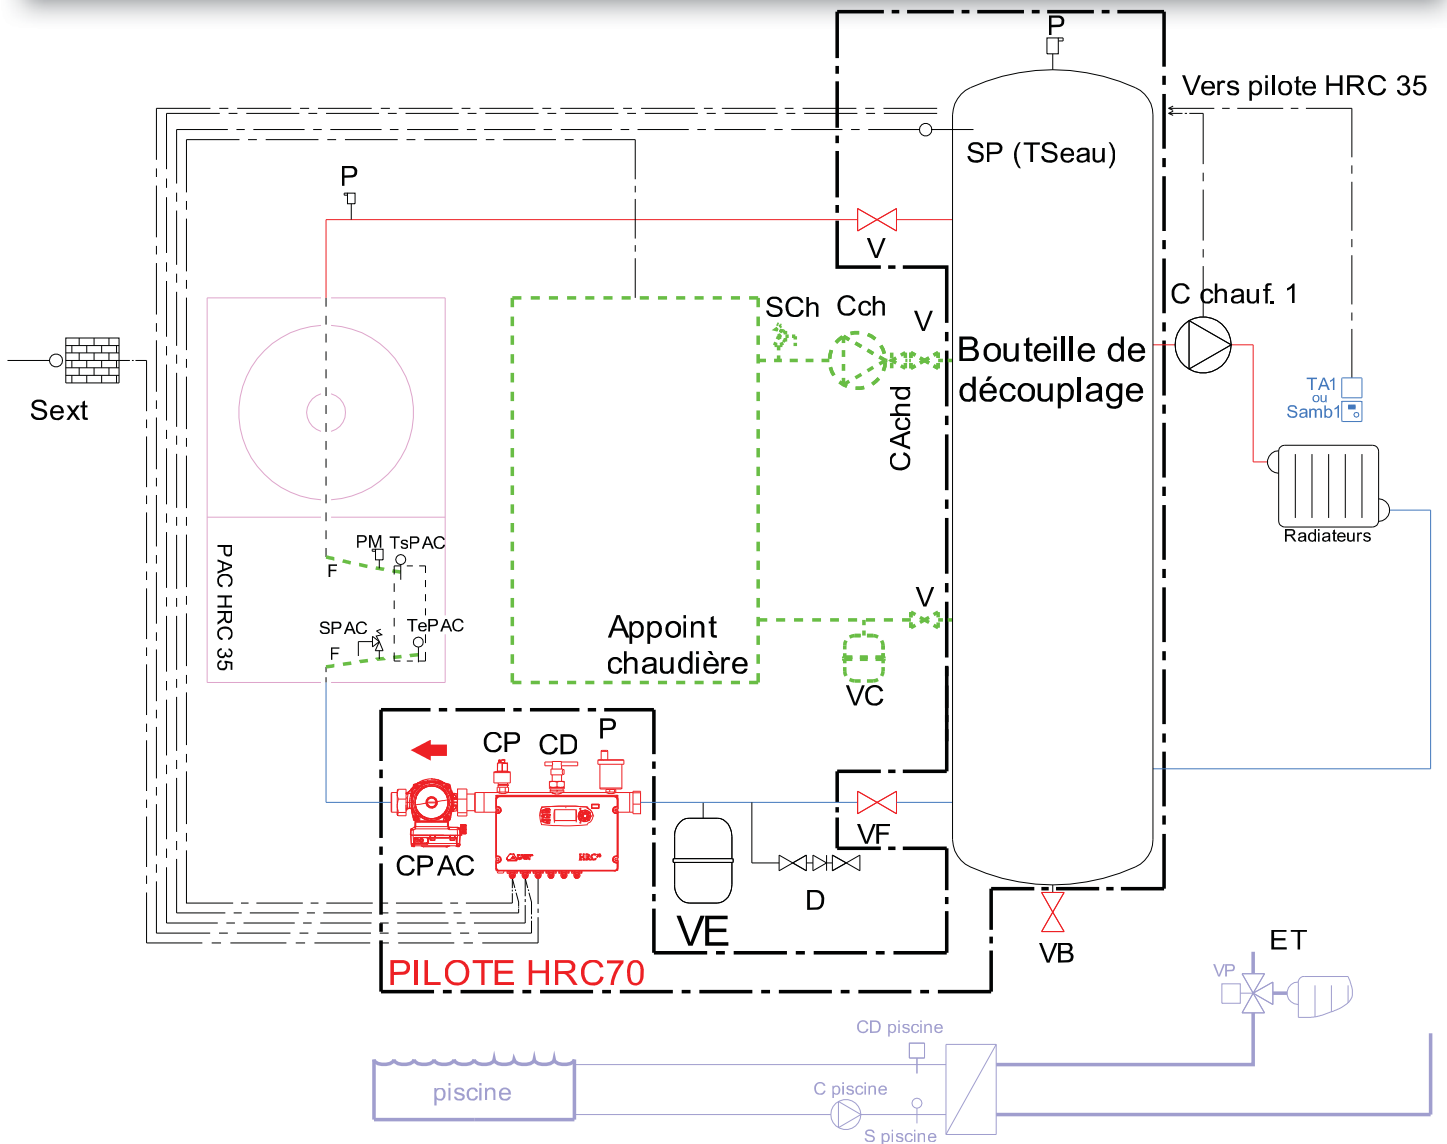 P
Vers pilote HRC 35
SP (TSeau)
P
V
C chauf. 1
SCh
Cch
V
Bouteille de
découplage
TA1
ou
Samb1
Sext
CAchd
Radiateurs
PM
TsPAC
F
PAC HRC 35
SPAC
TePAC
F
V
Appoint
chaudière
VC
CP
CD
P
VF
CPAC
HRC70
D
VE
VB
PILOTE HRC70
ET
VP
CD piscine
piscine
C piscine
S piscine